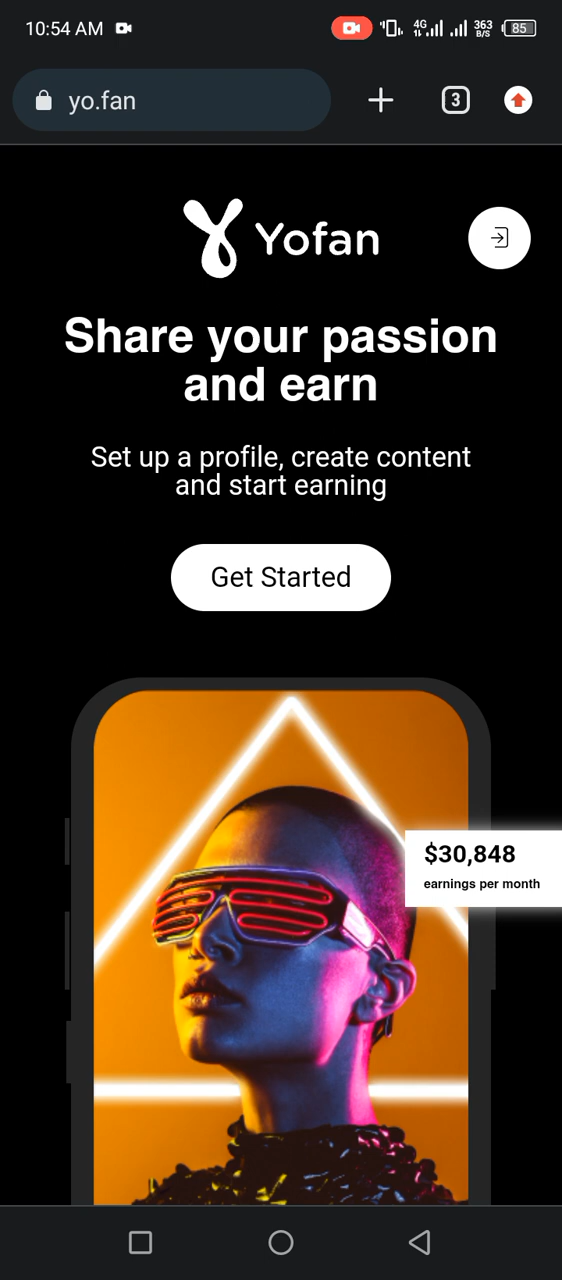 10:54 AM
4G
363
B/S
85
yo.fan
3
Yofan
Share your passion
and earn
Set up a profile, create content
and start earning
Get Started
$30,848
earnings per month